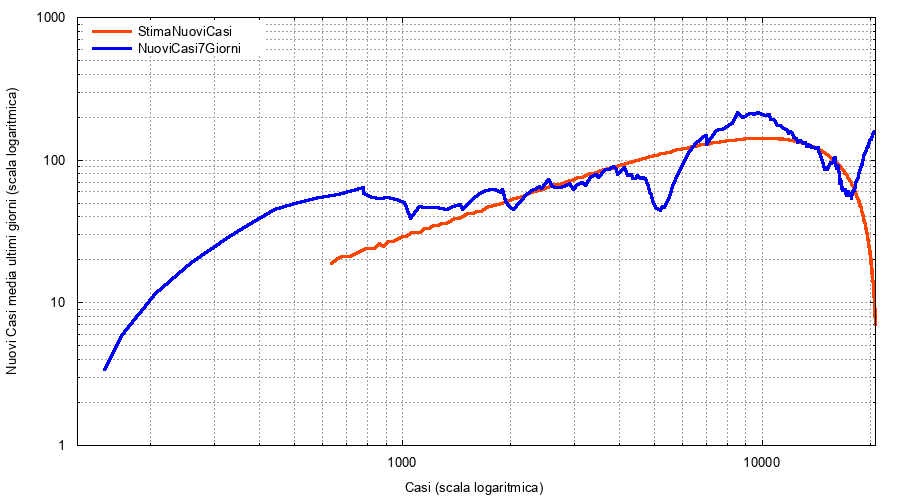 1000
StimaNuoviCasi
NuoviCasi7Giorni
100
10
1
1000
10000
Nuovi Casi media ultimi giorni (scala logaritmica)
Casi (scala logaritmica)